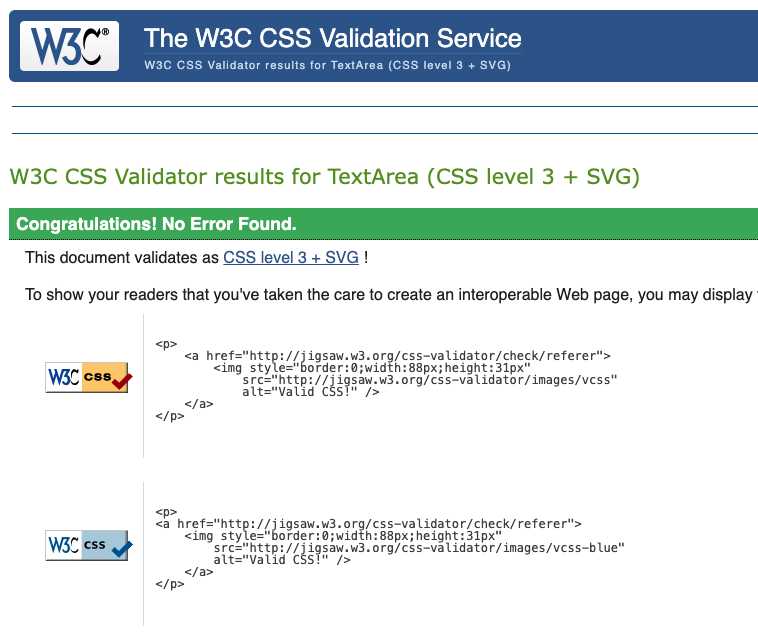 W3C®
The W3C CSS Validation Service
W3C CSS Validator results for TextArea (CSS level 3 + SVG)
W3C CSS Validator results for TextArea (CSS level 3 + SVG)
Congratulations! No Error Found.
This document validates as CSS level 3 + SVG !
To show your readers that you've taken the care to create an interoperable Web page, you may display
<p>
    <a href="http://jigsaw.w3.org/css-validator/check/referer">
        <img style="border:0;width:88px;height:31px"
            src="http://jigsaw.w3.org/css-validator/images/vcss"
            alt="Valid CSS!" />
    </a>
</p>
W3C css
<p>
<a href="http://jigsaw.w3.org/css-validator/check/referer">
    <img style="border:0;width:88px;height:31px"
        src="http://jigsaw.w3.org/css-validator/images/vcss-blue"
        alt="Valid CSS!" />
    </a>
</p>
W3C css